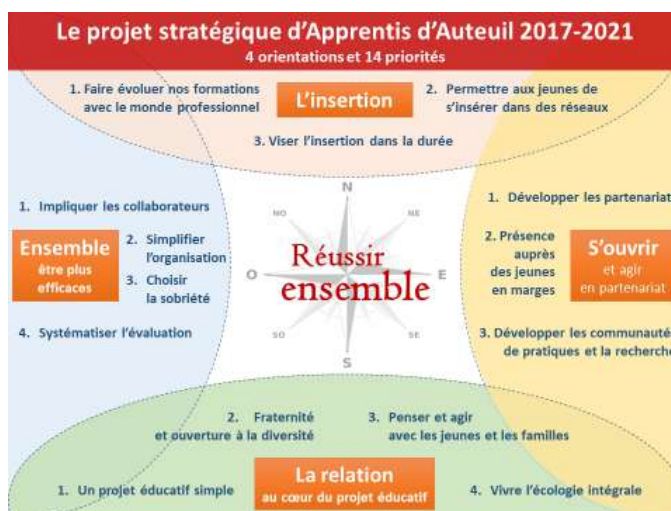 Le projet stratégique d'Apprentis d'Auteuil 2017-2021
4 orientations et 14 priorités
1. Faire évoluer nos formations
avec le monde professionnel
L'insertion
2. Permettre aux jeunes de
s'insérer dans des réseaux
3. Viser l'insertion dans la durée
1. Impliquer les collaborateurs
Ensemble
être plus
efficaces
2. Simplifier
l'organisation
3. Choisir
la sobriété
4. Systématiser l'évaluation
N
NO
NE
O
E
SO
SE
S
Réussir
ensemble
1. Développer les partenariat
2. Présence
auprès
des jeunes
en marges
S'ouvrir
et agir
en partenariat
3. Développer les communauté
de pratiques et la recherche
2. Fraternité
et ouverture à la diversité
3. Penser et agir
avec les jeunes et les familles
1. Un projet éducatif simple
La relation
au cœur du projet éducatif
4. Vivre l'écologie intégrale